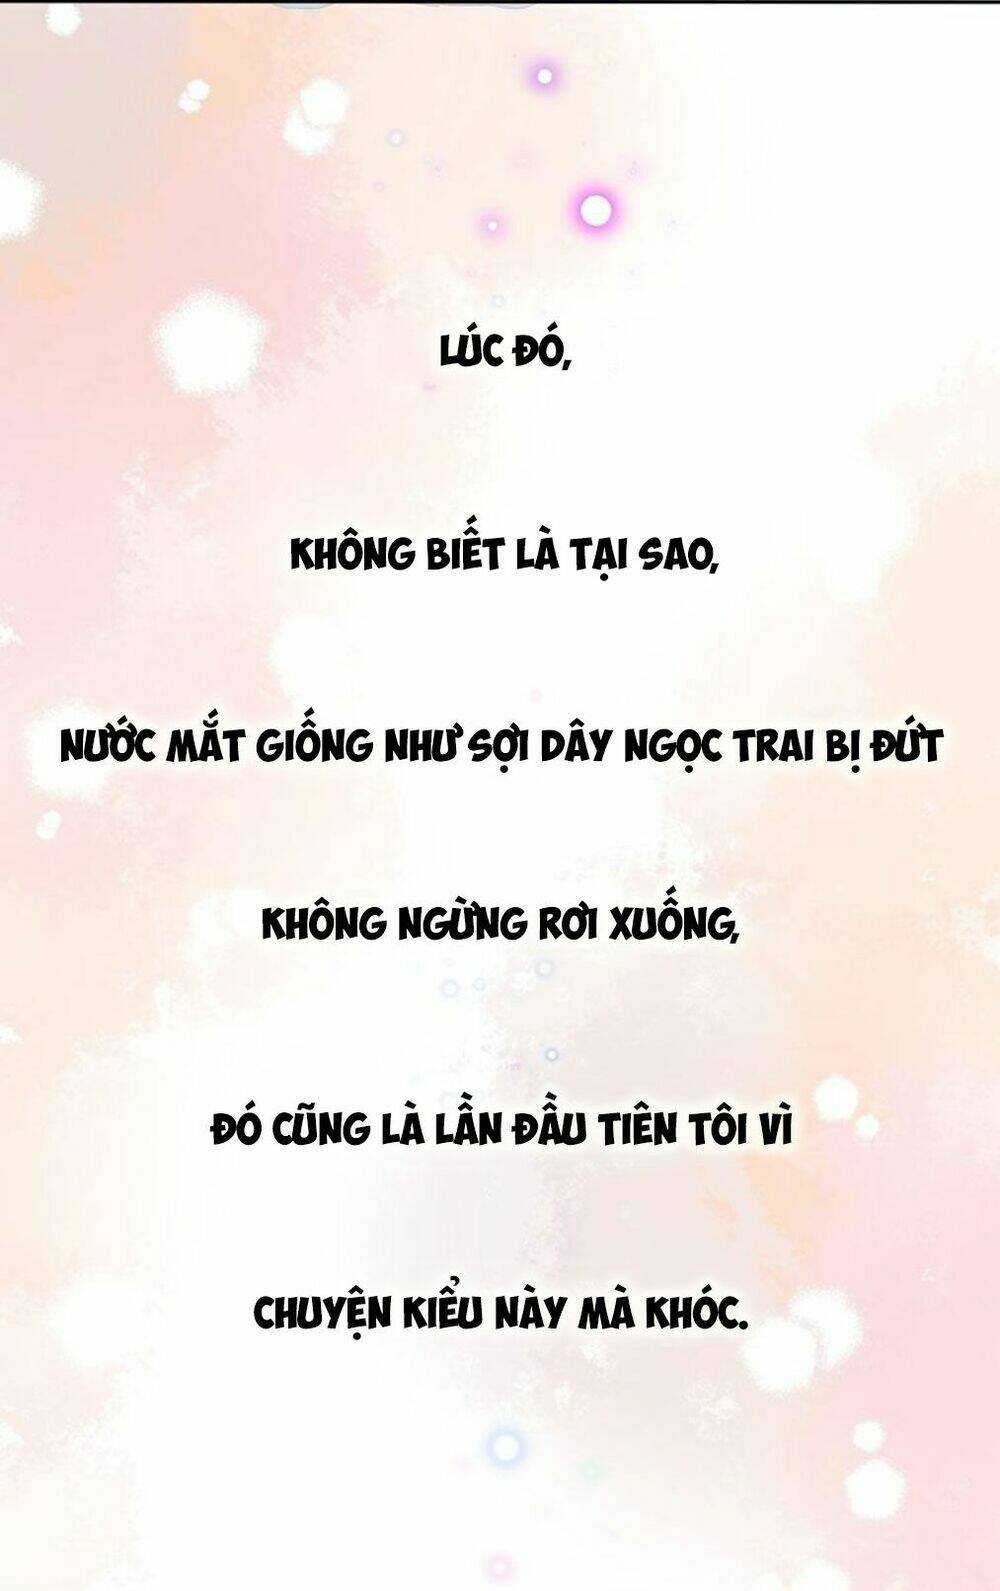 LÚC ĐÓ,
KHÔNG BIẾT LÀ TẠI SAO,
NƯỚC MẮT GIỐNG NHƯ SỢI DÂY NGỌC TRAI BỊ ĐỨT
KHÔNG NGỪNG RƠI XUỐNG,
ĐÓ CŨNG LÀ LẦN ĐẦU TIÊN TÔI VÌ
CHUYỆN KIỂU NÀY MÀ KHÓC.